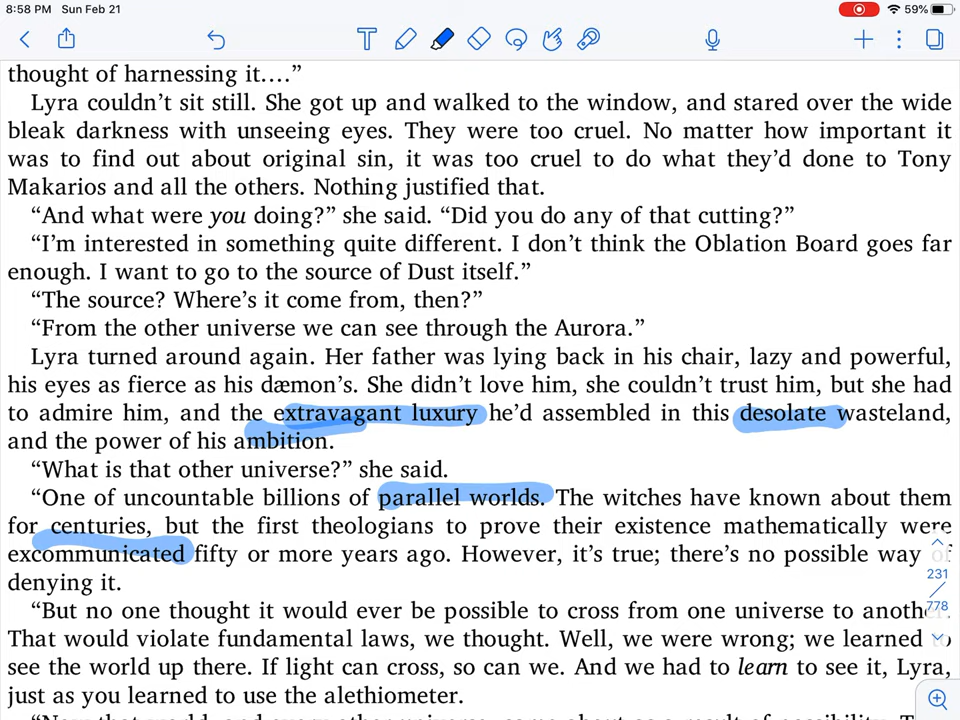 8:58 PM Sun Feb 21
59%
thought of harnessing it….”
Lyra couldn’t sit still. She got up and walked to the window, and stared over the wide
bleak darkness with unseeing eyes. They were too cruel. No matter how important it
was to find out about original sin, it was too cruel to do what they’d done to Tony
Makarios and all the others. Nothing justified that.
“And what were you doing?” she said. “Did you do any of that cutting?”
“I’m interested in something quite different. I don’t think the Oblation Board goes far
enough. I want to go to the source of Dust itself.”
“The source? Where’s it come from, then?”
“From the other universe we can see through the Aurora.”
Lyra turned around again. Her father was lying back in his chair, lazy and powerful,
his eyes as fierce as his dæmon’s. She didn’t love him, she couldn’t trust him, but she had
to admire him, and the extravagant luxury he’d assembled in this desolate wasteland,
and the power of his ambition.
“What is that other universe?” she said.
“One of uncountable billions of parallel worlds. The witches have known about them
for centuries, but the first theologians to prove their existence mathematically were
excommunicated fifty or more years ago. However, it’s true; there’s no possible way of
denying it.
231
“But no one thought it would ever be possible to cross from one universe to another.
778
That would violate fundamental laws, we thought. Well, we were wrong; we learned to
see the world up there. If light can cross, so can we. And we had to learn to see it, Lyra,
just as you learned to use the alethiometer.